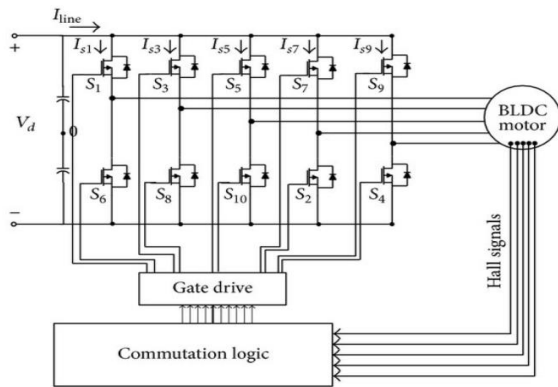 I_line
I_s1 I_s3 I_s5 I_s7 I_s9
+
S_1 S_3 S_5 S_7 S_9
V_d
0
BLDC
motor
S_6 S_8 S_10 S_2 S_4
−
Hall signals
Gate drive
Commutation logic